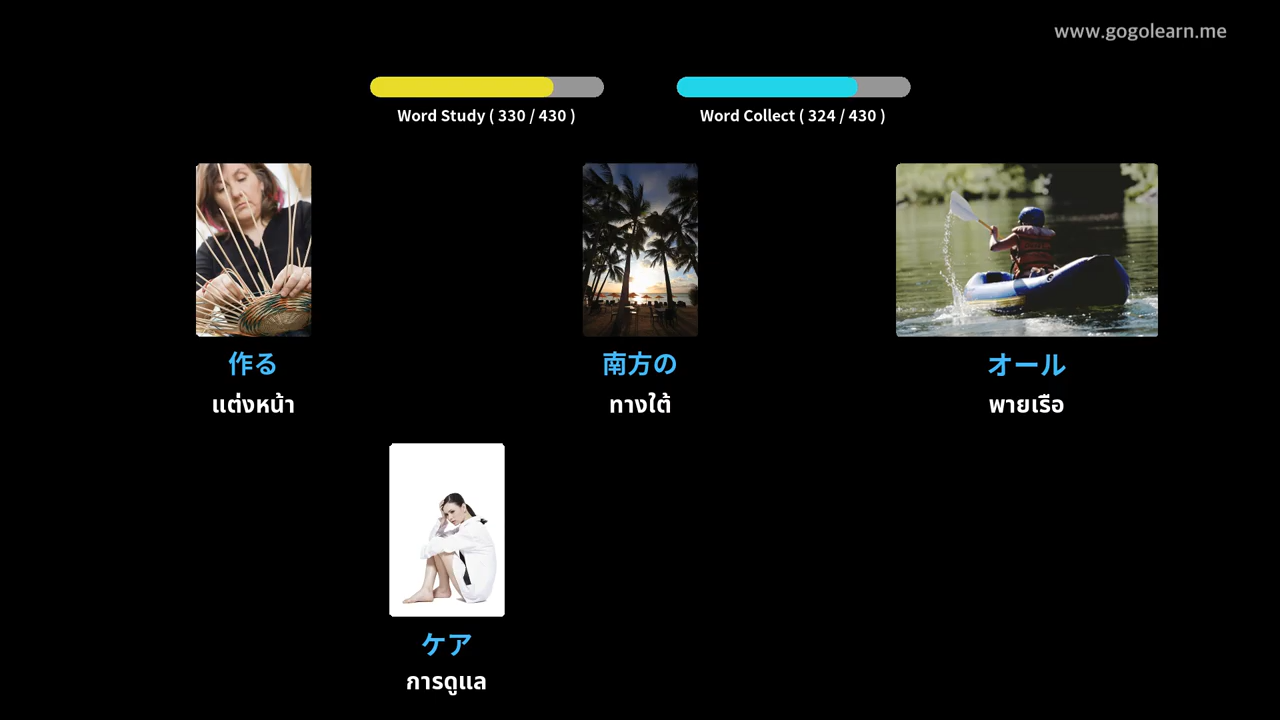 www.gogolearn.me
Word Study ( 330 / 430 )
Word Collect ( 324 / 430 )
作る
南方の
オール
แต่งหน้า
ทางใต้
พายเรือ
ケア
การดูแล